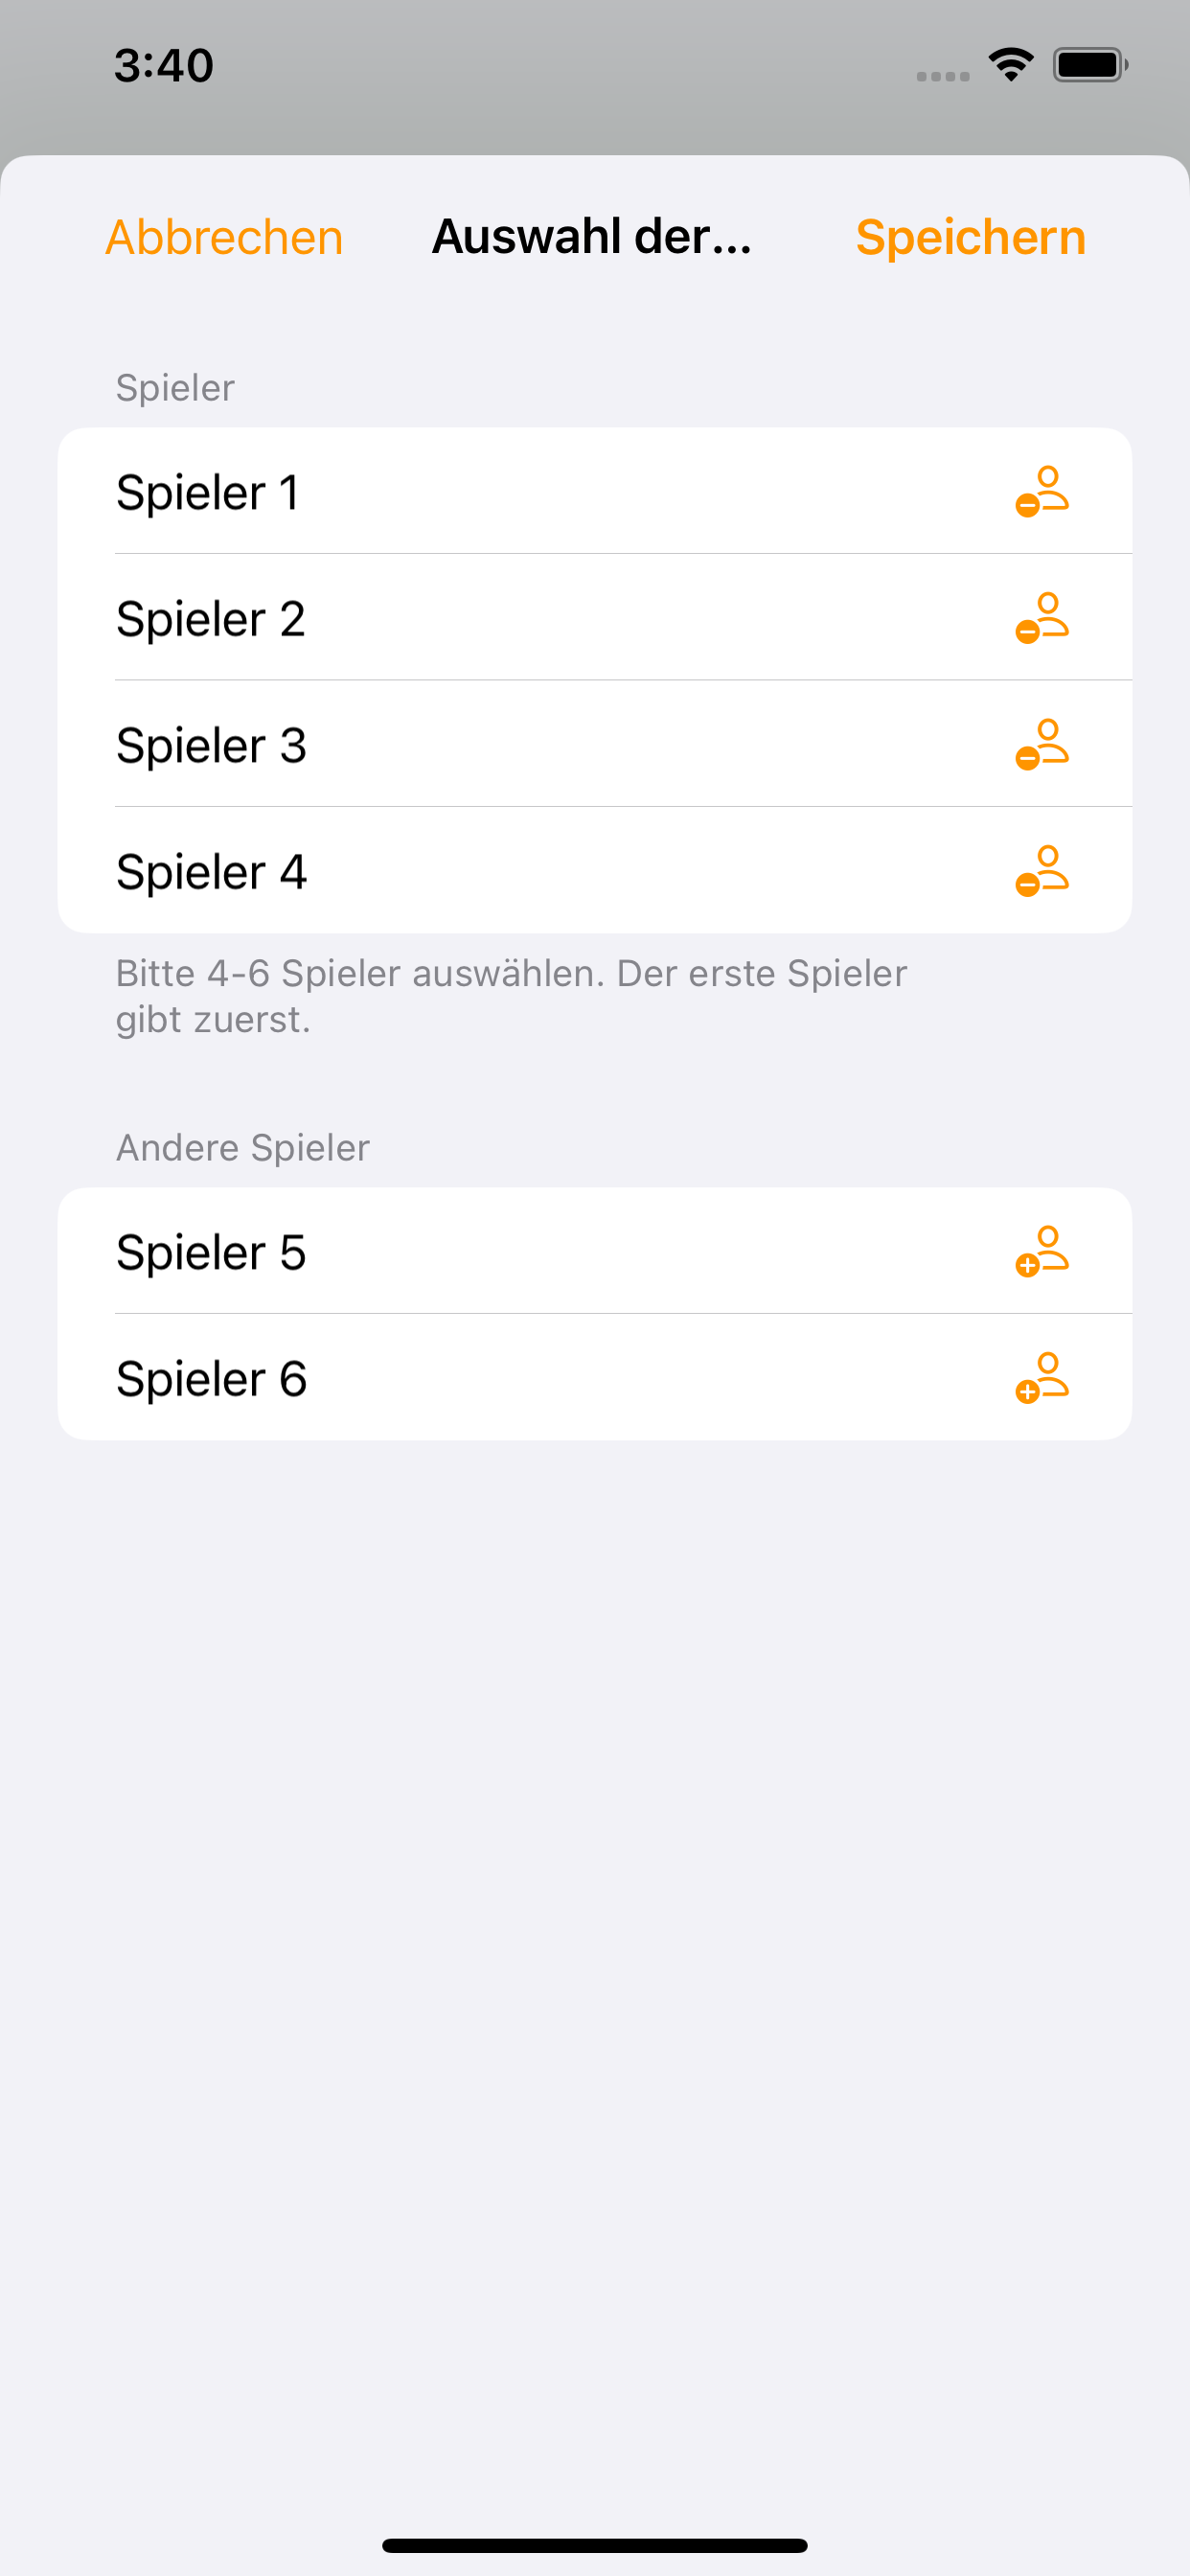 3:40
Abbrechen
Auswahl der...
Speichern
Spieler
Spieler 1
Spieler 2
Spieler 3
Spieler 4
Bitte 4-6 Spieler auswählen. Der erste Spieler
gibt zuerst.
Andere Spieler
Spieler 5
Spieler 6